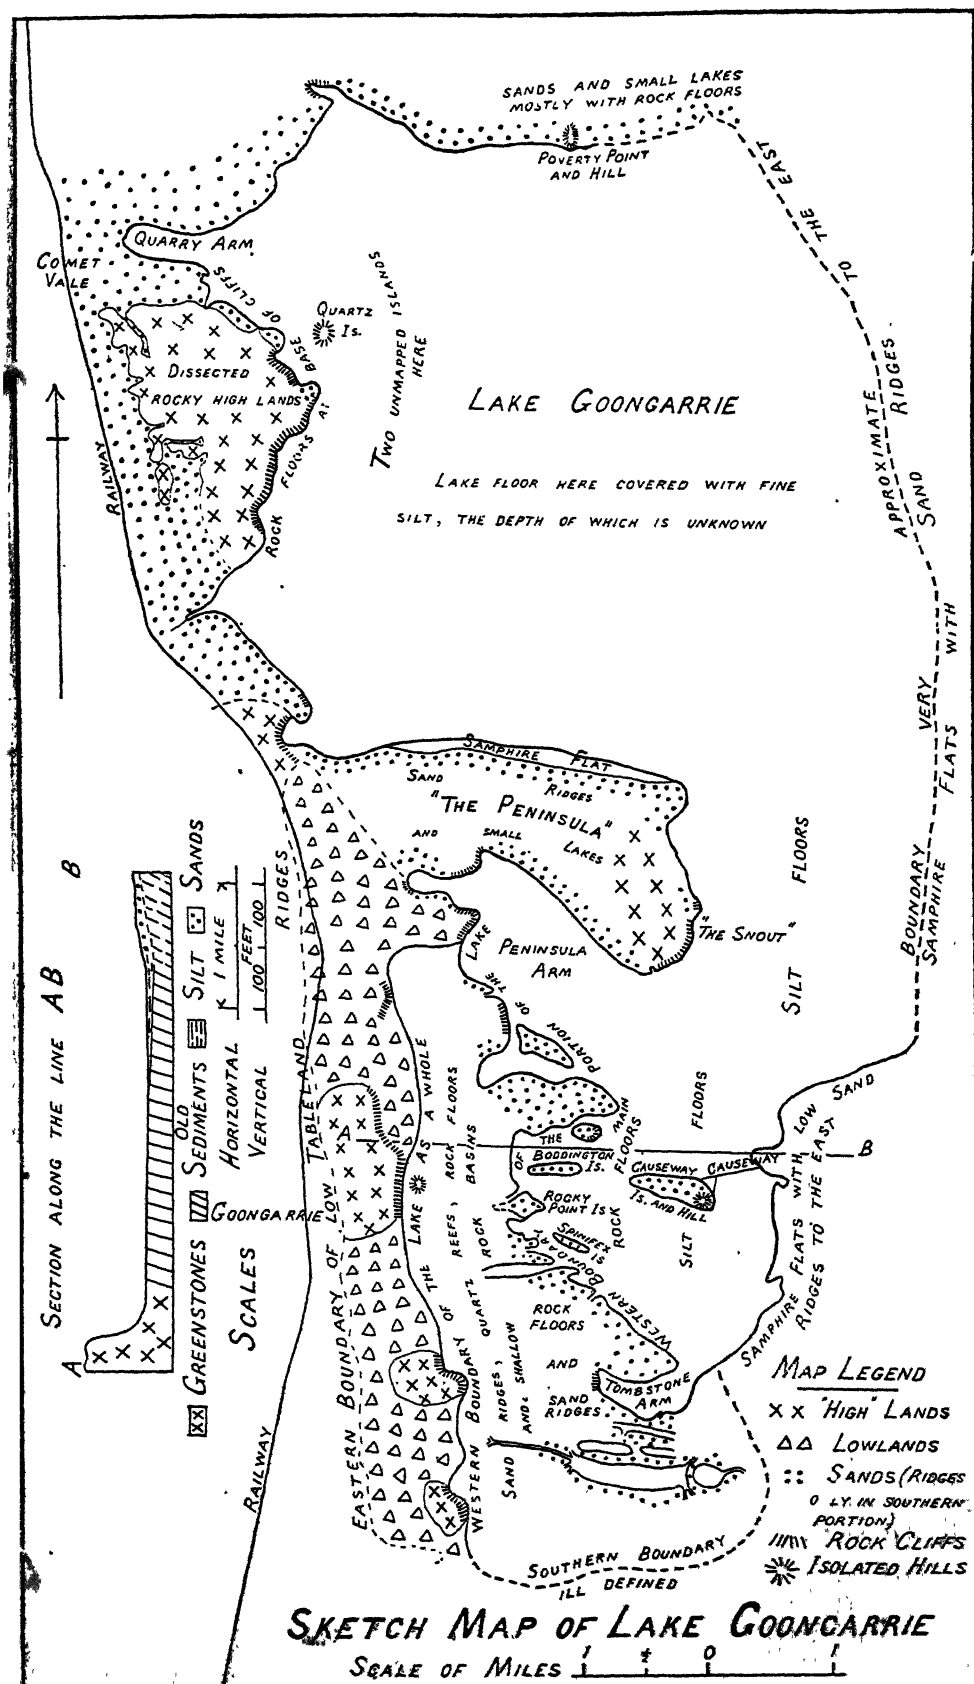 SANDS AND SMALL LAKES
MOSTLY WITH ROCK FLOORS
POVERTY POINT
AND HILL
TO THE EAST
QUARRY ARM
COMET
VALE
QUARTZ
IS.
ROCK FLOORS AT BASE OF CLIFFS
TWO UNMAPPED ISLANDS
HERE
DISSECTED
ROCKY HIGH LANDS
LAKE GOONGARRIE
LAKE FLOOR HERE COVERED WITH FINE
SILT, THE DEPTH OF WHICH IS UNKNOWN
RAILWAY
BOUNDARY VERY APPROXIMATE
SAMPHIRE FLATS WITH SAND RIDGES
SAMPHIRE FLAT
SAND RIDGES
"THE PENINSULA"
AND SMALL LAKES
"THE SNOUT"
PENINSULA
ARM
SILT FLOORS
SECTION ALONG THE LINE AB
A
B
GREENSTONES
OLD
SEDIMENTS
SILT
SANDS
SCALES
HORIZONTAL
1 MILE
VERTICAL
FEET
100 100
GOONGARRIE
TABLELAND
RIDGES
EASTERN BOUNDARY OF LOW
WESTERN BOUNDARY OF THE LAKE AS A WHOLE
SAND RIDGES, QUARTZ REEFS, ROCK FLOORS
AND SHALLOW ROCK BASINS
WESTERN BOUNDARY OF THE MAIN PORTION OF THE LAKE
THE
BODDINGTON
IS.
ROCKY
POINT IS
SPINIFEX
IS
CAUSEWAY CAUSEWAY
IS. AND HILL
ROCK FLOORS
SILT FLOORS
B
SAND
SAMPHIRE FLATS WITH LOW
RIDGES TO THE EAST
ROCK
FLOORS
AND
SAND
RIDGES
TOMBSTONE
ARM
RAILWAY
SOUTHERN BOUNDARY
ILL DEFINED
MAP LEGEND
X X "HIGH" LANDS
LOWLANDS
SANDS (RIDGES
O LY. IN SOUTHERN
PORTION)
ROCK CLIFFS
ISOLATED HILLS
SKETCH MAP OF LAKE GOONGARRIE
SCALE OF MILES 1 ½ 0 1